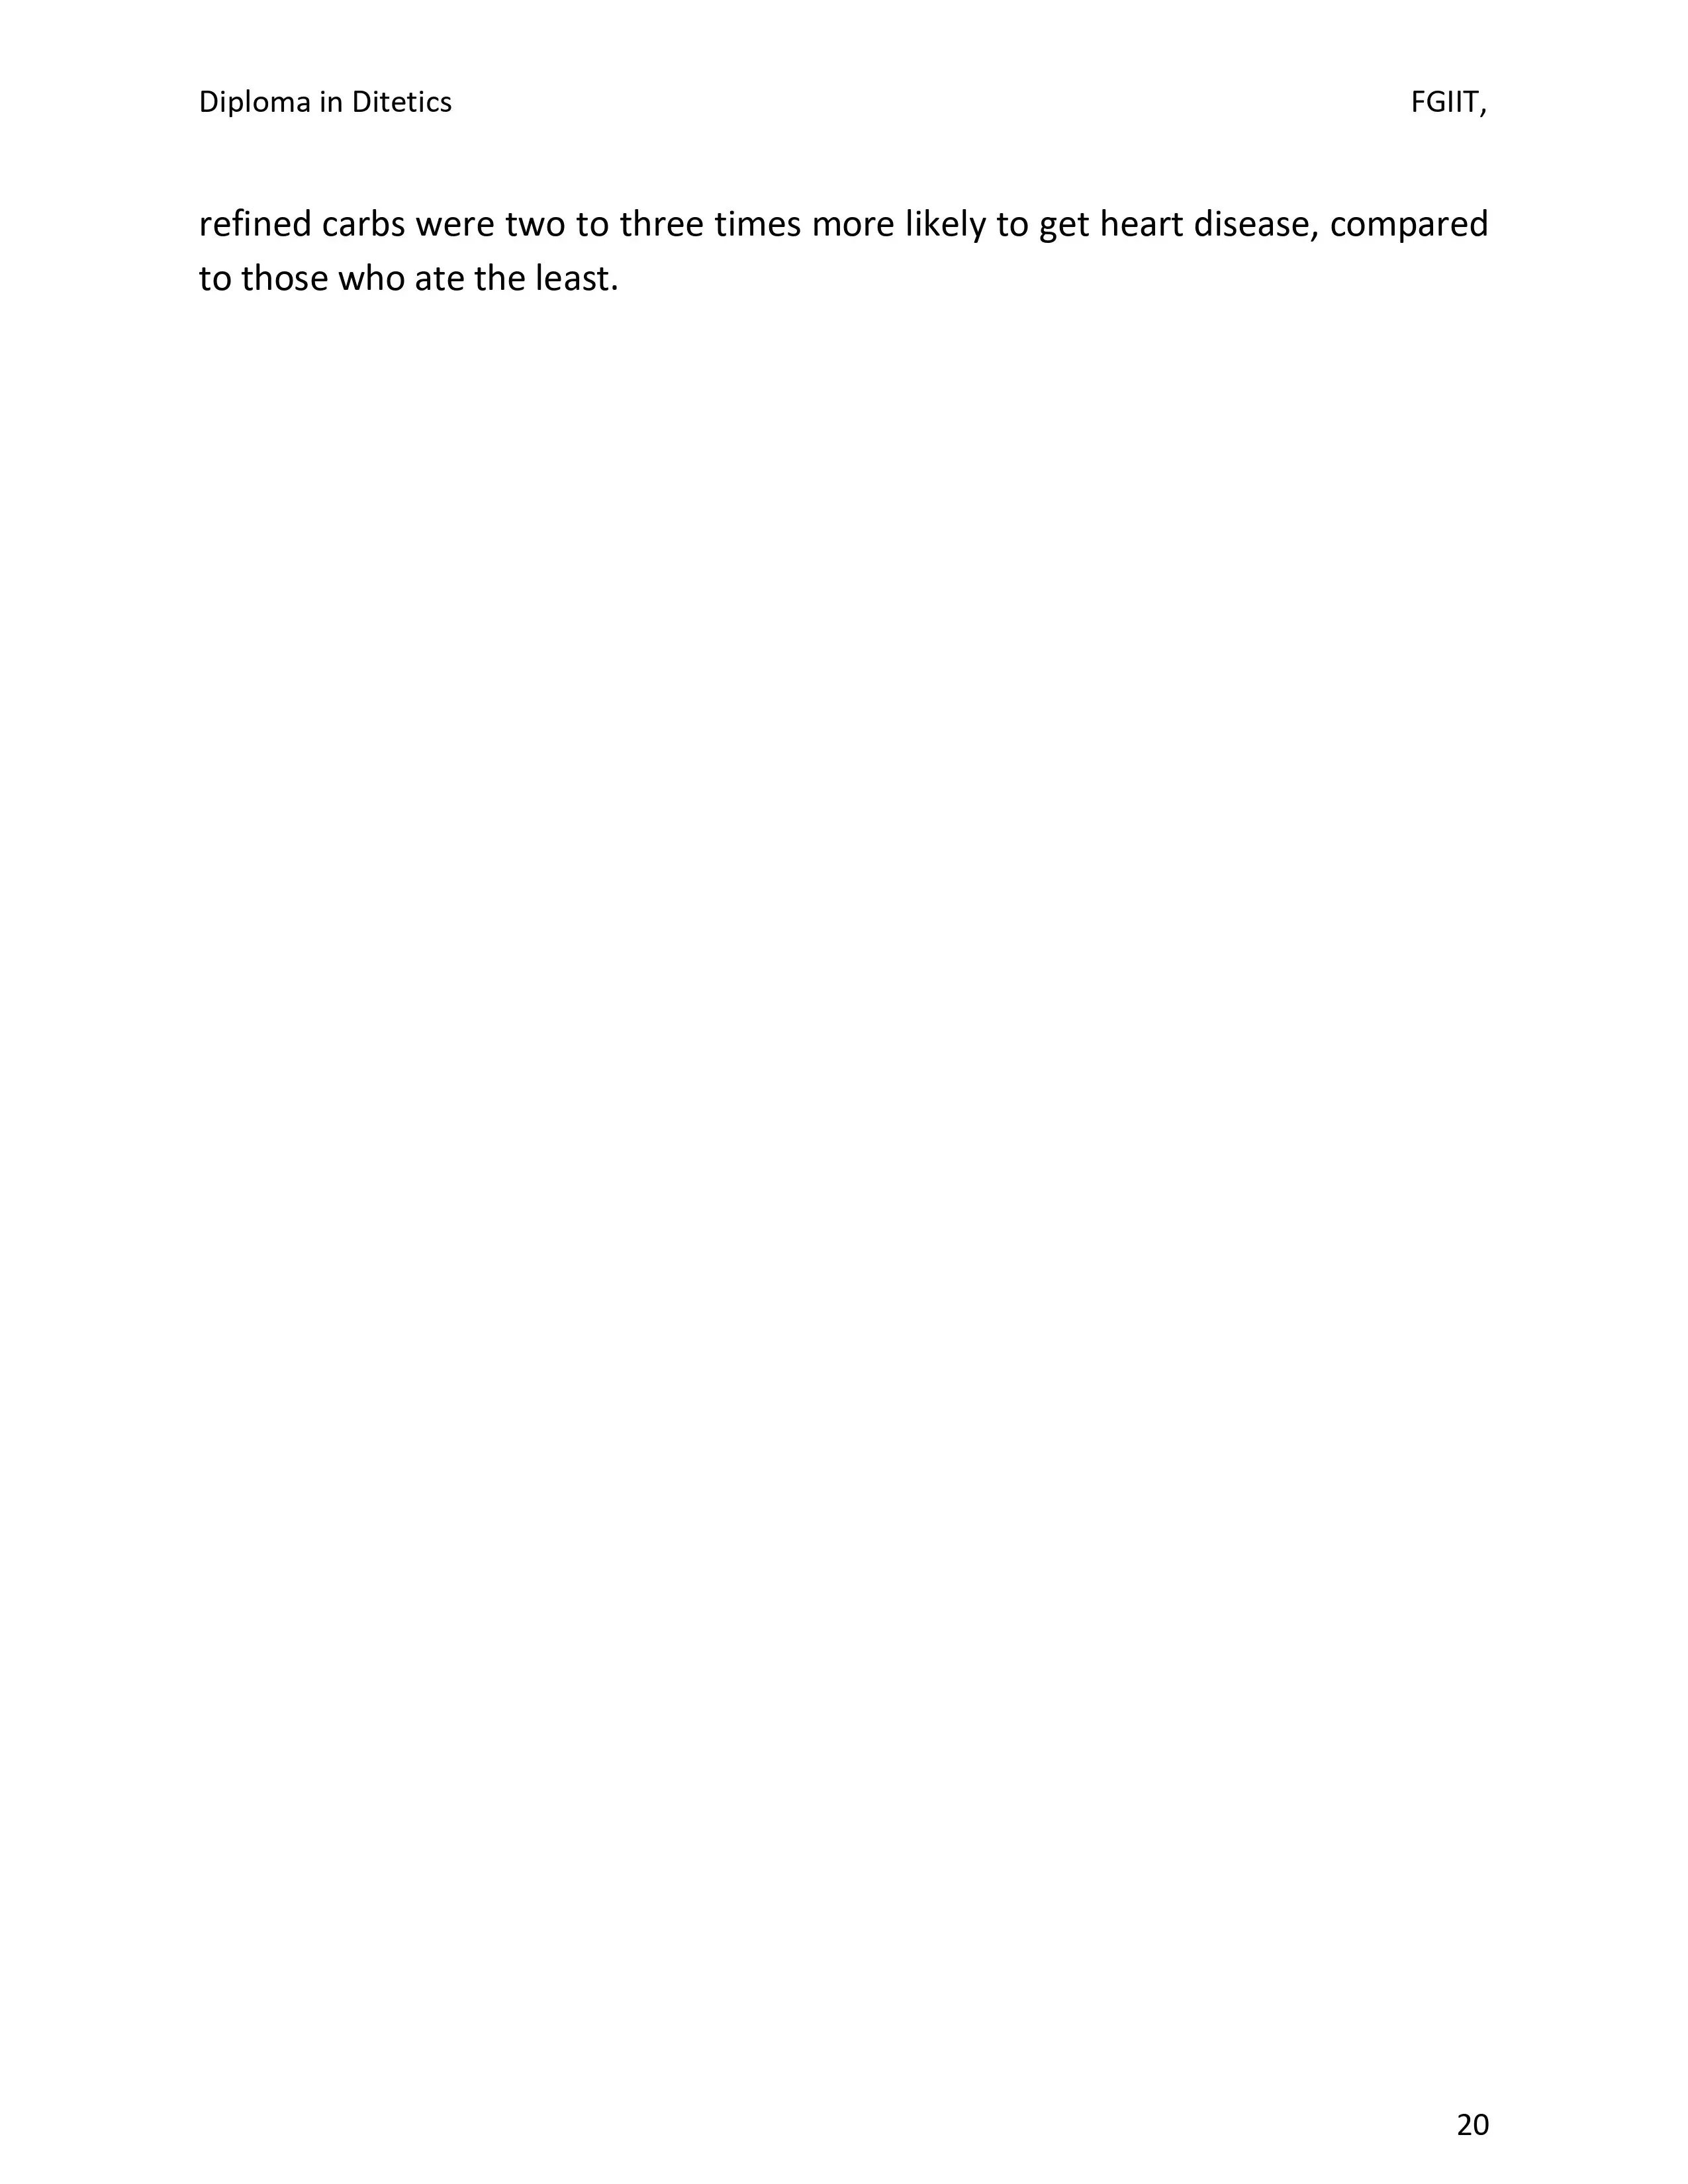 Diploma in Ditetics FGIIT,
refined carbs were two to three times more likely to get heart disease, compared
to those who ate the least.
20